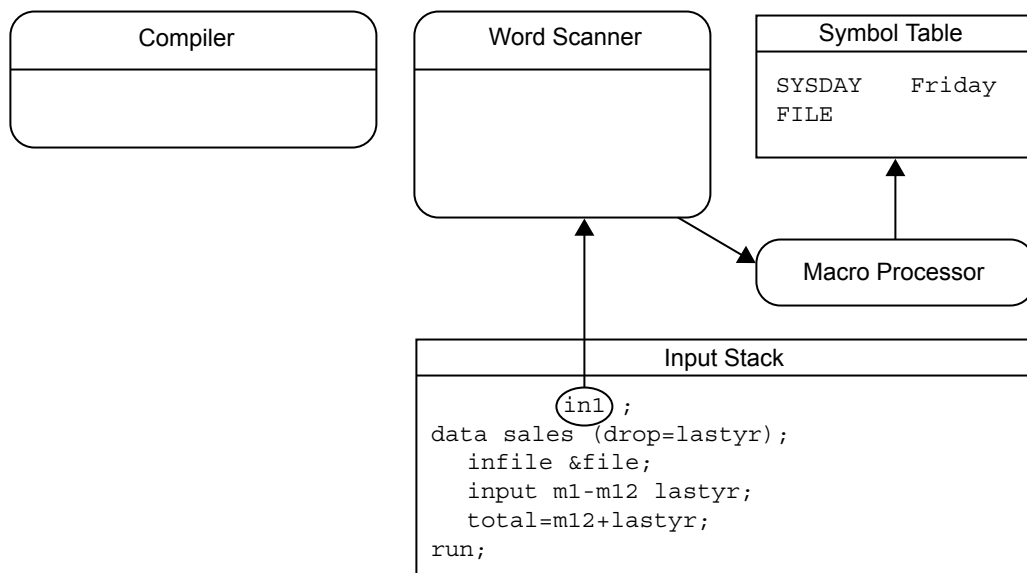 Compiler
Word Scanner
Symbol Table
SYSDAY Friday
FILE
Macro Processor
Input Stack
in1 ;
data sales (drop=lastyr);
infile &file;
input m1-m12 lastyr;
total=m12+lastyr;
run;